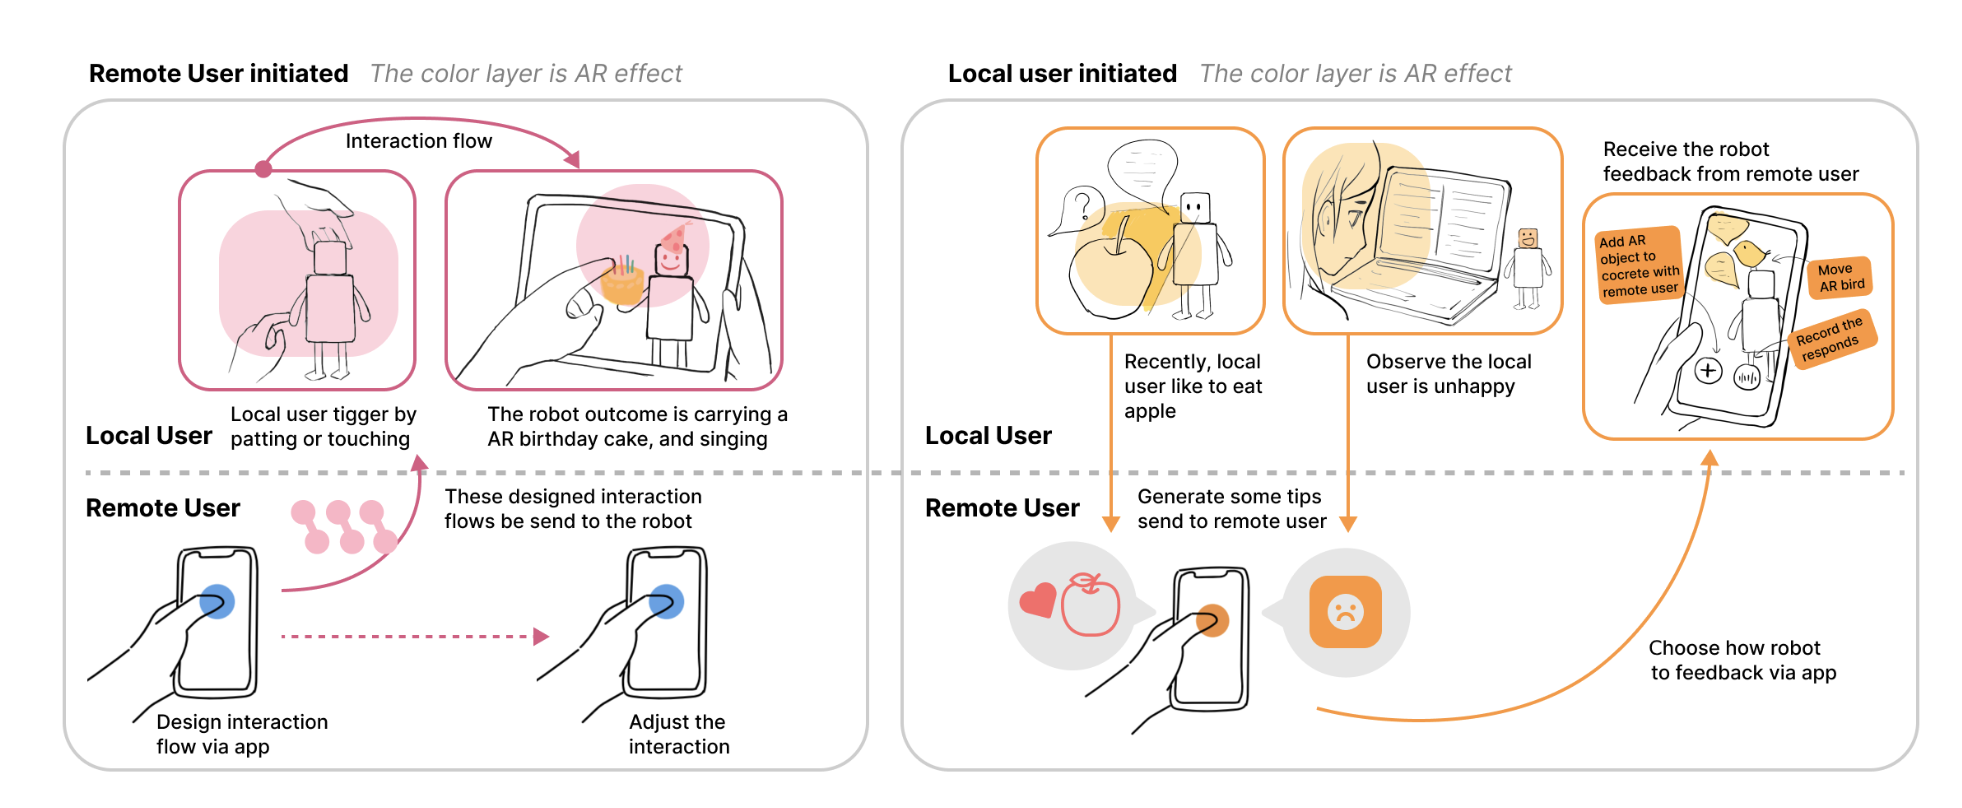 Remote User initiated The color layer is AR effect
Interaction flow
Local user tigger by
patting or touching
The robot outcome is carrying a
AR birthday cake, and singing
Local User
Remote User
These designed interaction
flows be send to the robot
Design interaction
flow via app
Adjust the
interaction
Local user initiated The color layer is AR effect
?
Recently, local
user like to eat
apple
Observe the local
user is unhappy
Receive the robot
feedback from remote user
Add AR
object to
cocrete with
remote user
Move
AR bird
Record the
responds
Local User
Remote User
Generate some tips
send to remote user
Choose how robot
to feedback via app